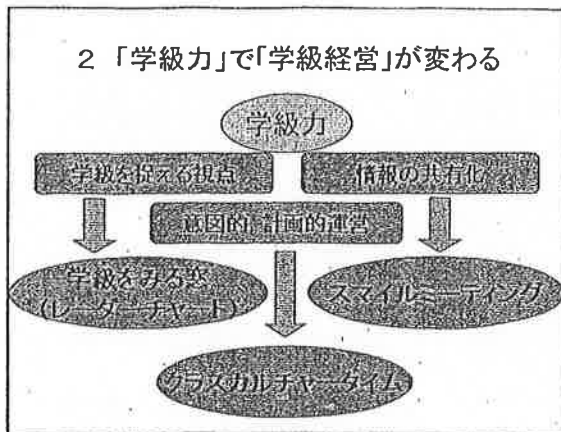 2 「学級力」で「学級経営」が変わる
学級力
学級を捉える視点
情報の共有化
意図的・計画的運営
学級をみる窓
(レーダーチャート)
スマイルミーティング
クラスカルチャータイム